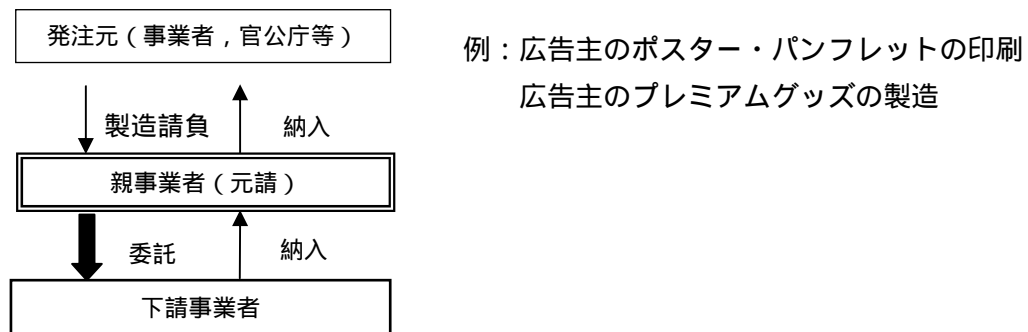 発注元（事業者，官公庁等）
例：広告主のポスター・パンフレットの印刷
広告主のプレミアムグッズの製造
製造請負
納入
親事業者（元請）
委託
納入
下請事業者